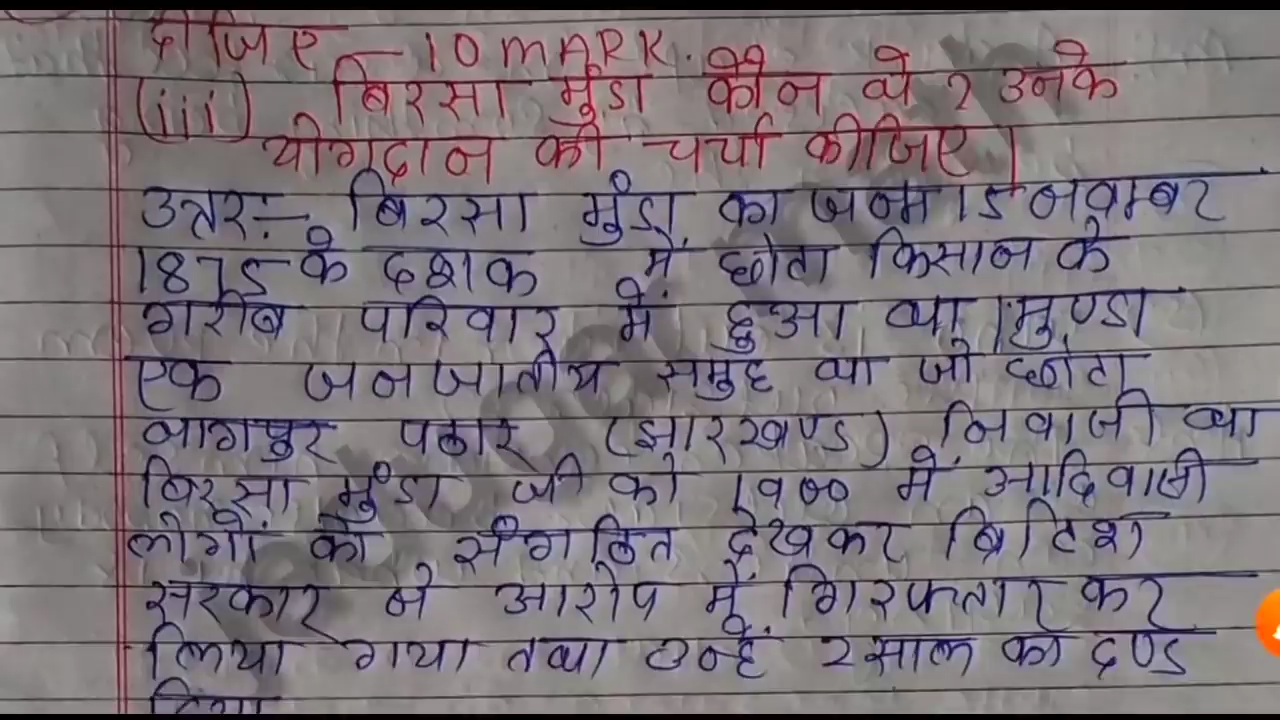 दीजिए – 10 MARK.
(iii) बिरसा मुंडा कौन थे ? उनके
योगदान की चर्चा कीजिए।
उत्तर:- बिरसा मुंडा का जन्म 15 नवम्बर
1875 के दशक में छोटा किसान के
गरीब परिवार में हुआ था। मुण्डा
एक जनजातीय समुह था जो छोटा
नागपुर पठार (झारखण्ड) निवाजी था
बिरसा मुंडा जी को 1900 में आदिवासी
लोगों को संगठित देखकर ब्रिटिश
सरकार ने आरोप में गिरफ्तार कर
लिया गया तथा उन्हें 2 साल का दण्ड
दिया